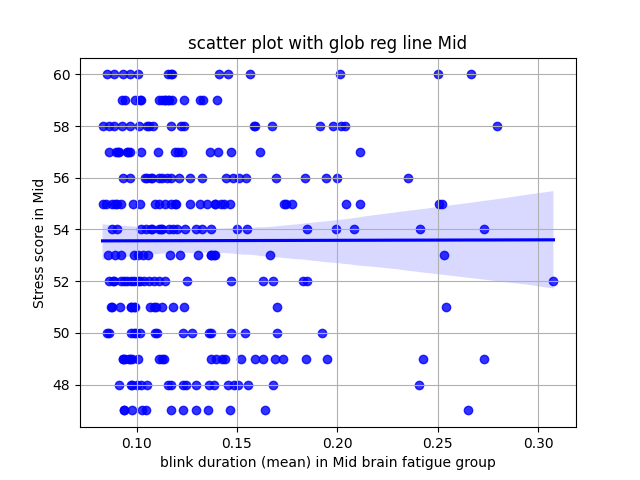 scatter plot with glob reg line Mid
60
58
56
54
52
50
48
Stress score in Mid
0.10 0.15 0.20 0.25 0.30
blink duration (mean) in Mid brain fatigue group